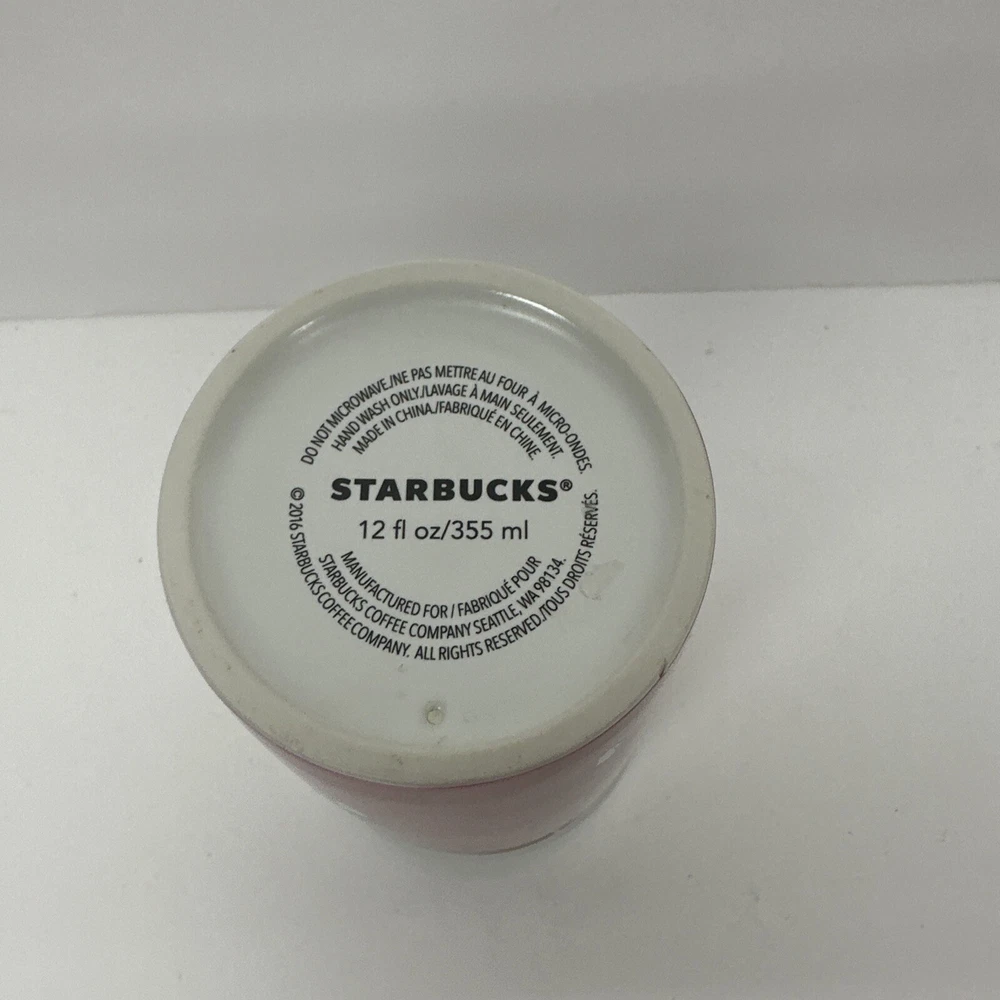 DO NOT MICROWAVE./NE PAS METTRE AU FOUR À MICRO-ONDES.
HAND WASH ONLY./LAVAGE À MAIN SEULEMENT.
MADE IN CHINA./FABRIQUÉ EN CHINE.
STARBUCKS®
12 fl oz/355 ml
MANUFACTURED FOR / FABRIQUÉ POUR
STARBUCKS COFFEE COMPANY SEATTLE, WA 98134.
© 2016 STARBUCKS COFFEE COMPANY. ALL RIGHTS RESERVED./TOUS DROITS RÉSERVÉS.